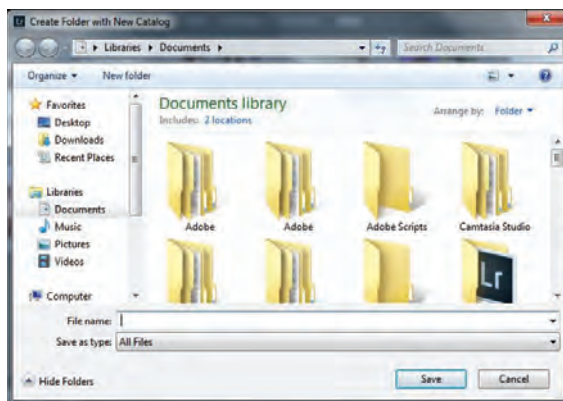 Lr Create Folder with New Catalog
Libraries Documents
Search Documents
Organize New folder
Favorites
Desktop
Downloads
Recent Places
Libraries
Documents
Music
Pictures
Videos
Computer
Documents library
Includes: 2 locations
Arrange by: Folder
Adobe Adobe Adobe Scripts Camtasia Studio
Lr
File name:
Save as type: All Files
Hide Folders
Save Cancel